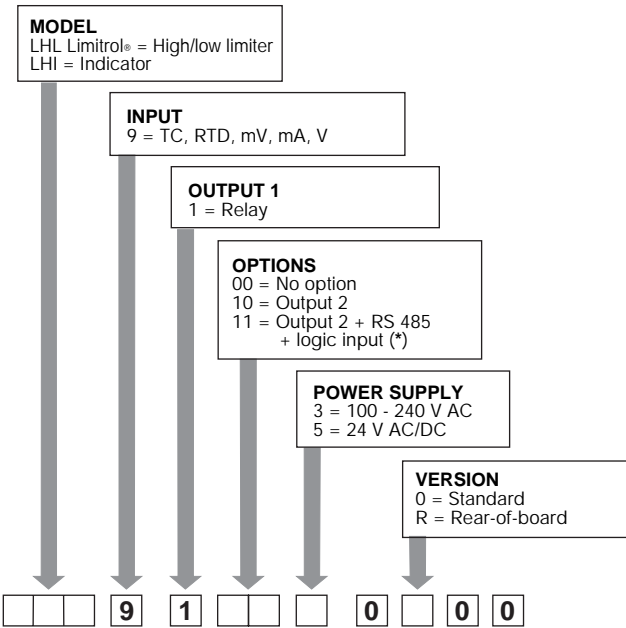 MODEL
LHL Limitrol® = High/low limiter
LHI = Indicator
INPUT
9 = TC, RTD, mV, mA, V
OUTPUT 1
1 = Relay
OPTIONS
00 = No option
10 = Output 2
11 = Output 2 + RS 485
+ logic input (*)
POWER SUPPLY
3 = 100 - 240 V AC
5 = 24 V AC/DC
VERSION
0 = Standard
R = Rear-of-board
9 1 0 0 0